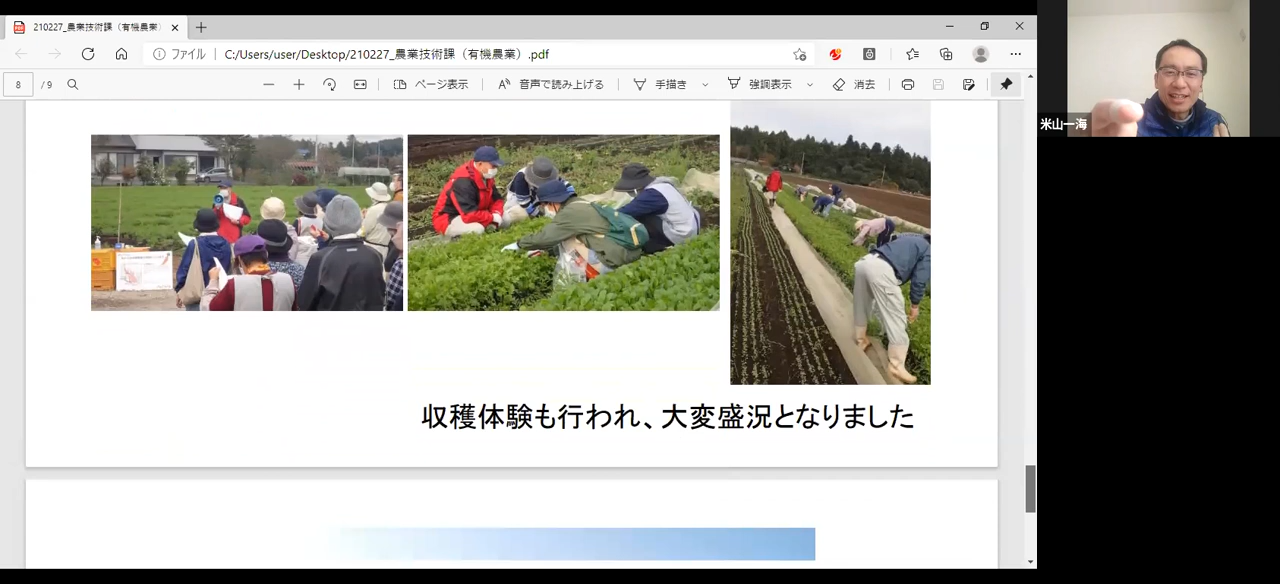 210227_農業技術課（有機農業）
ファイル
C:/Users/user/Desktop/210227_農業技術課（有機農業）.pdf
8 / 9
ページ表示
音声で読み上げる
手描き
強調表示
消去
米山一海
収穫体験も行われ、大変盛況となりました